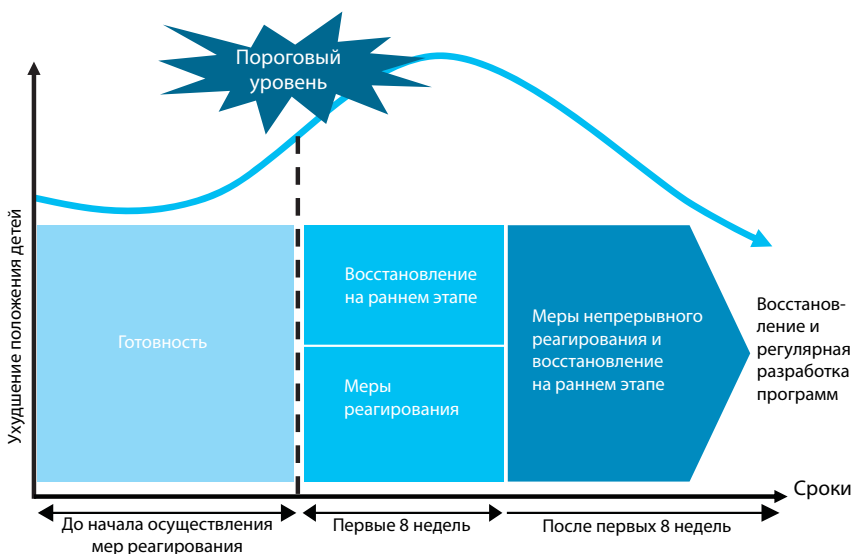 Пороговый
уровень
Ухудшение положения детей
Готовность
Восстановление
на раннем этапе
Меры
реагирования
Меры непрерывного
реагирования и
восстановление
на раннем этапе
Восстанов-
ление и
регулярная
разработка
программ
Сроки
До начала осуществления
мер реагирования
Первые 8 недель
После первых 8 недель